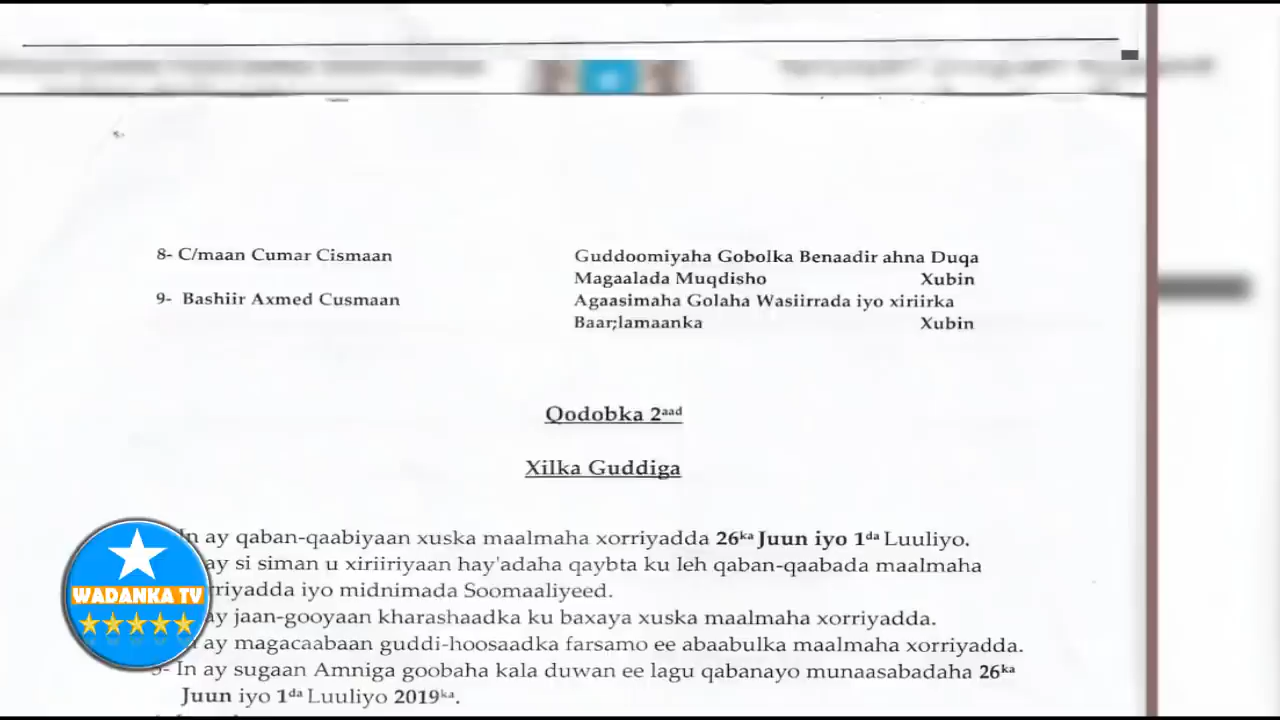 8- C/maan Cumar Cismaan Guddoomiyaha Gobolka Benaadir ahna Duqa
Magaalada Muqdisho Xubin
9- Bashiir Axmed Cusmaan Agaasimaha Golaha Wasiirrada iyo xiriirka
Baar;lamaanka Xubin
Qodobka 2aad
Xilka Guddiga
In ay qaban-qaabiyaan xuska maalmaha xorriyadda 26ka Juun iyo 1da Luuliyo.
ay si siman u xiriiriyaan hay'adaha qaybta ku leh qaban-qaabada maalmaha
rriyadda iyo midnimada Soomaaliyeed.
ay jaan-gooyaan kharashaadka ku baxaya xuska maalmaha xorriyadda.
ay magacaabaan guddi-hoosaadka farsamo ee abaabulka maalmaha xorriyadda.
5- In ay sugaan Amniga goobaha kala duwan ee lagu qabanayo munaasabadaha 26ka
Juun iyo 1da Luuliyo 2019ka.
WADANKA TV